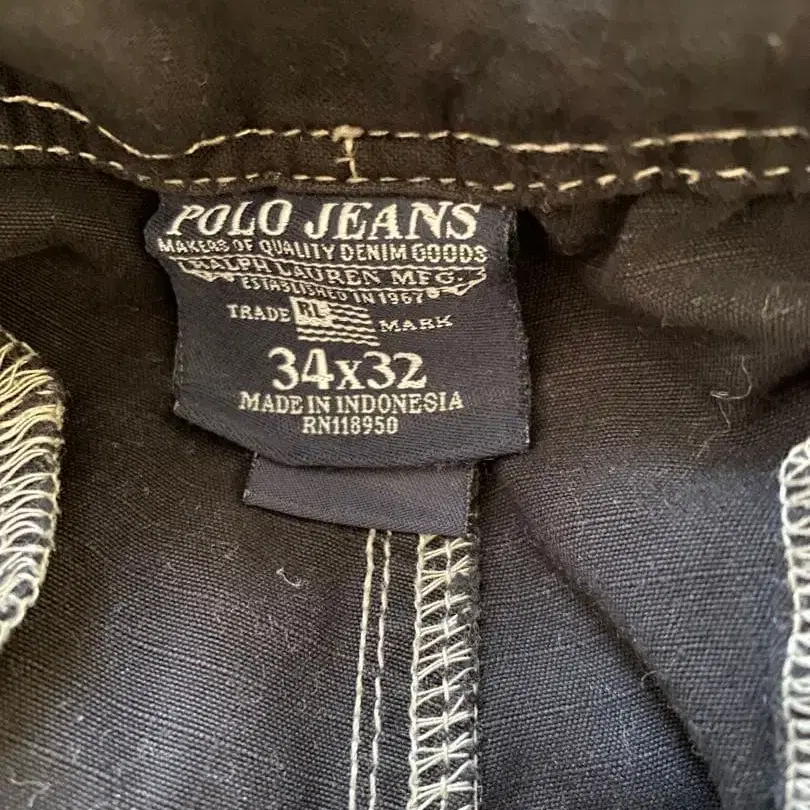 POLO JEANS
MAKERS OF QUALITY DENIM GOODS
RALPH LAUREN MFG.
ESTABLISHED IN 1967
TRADE RL MARK
34x32
MADE IN INDONESIA
RN118950